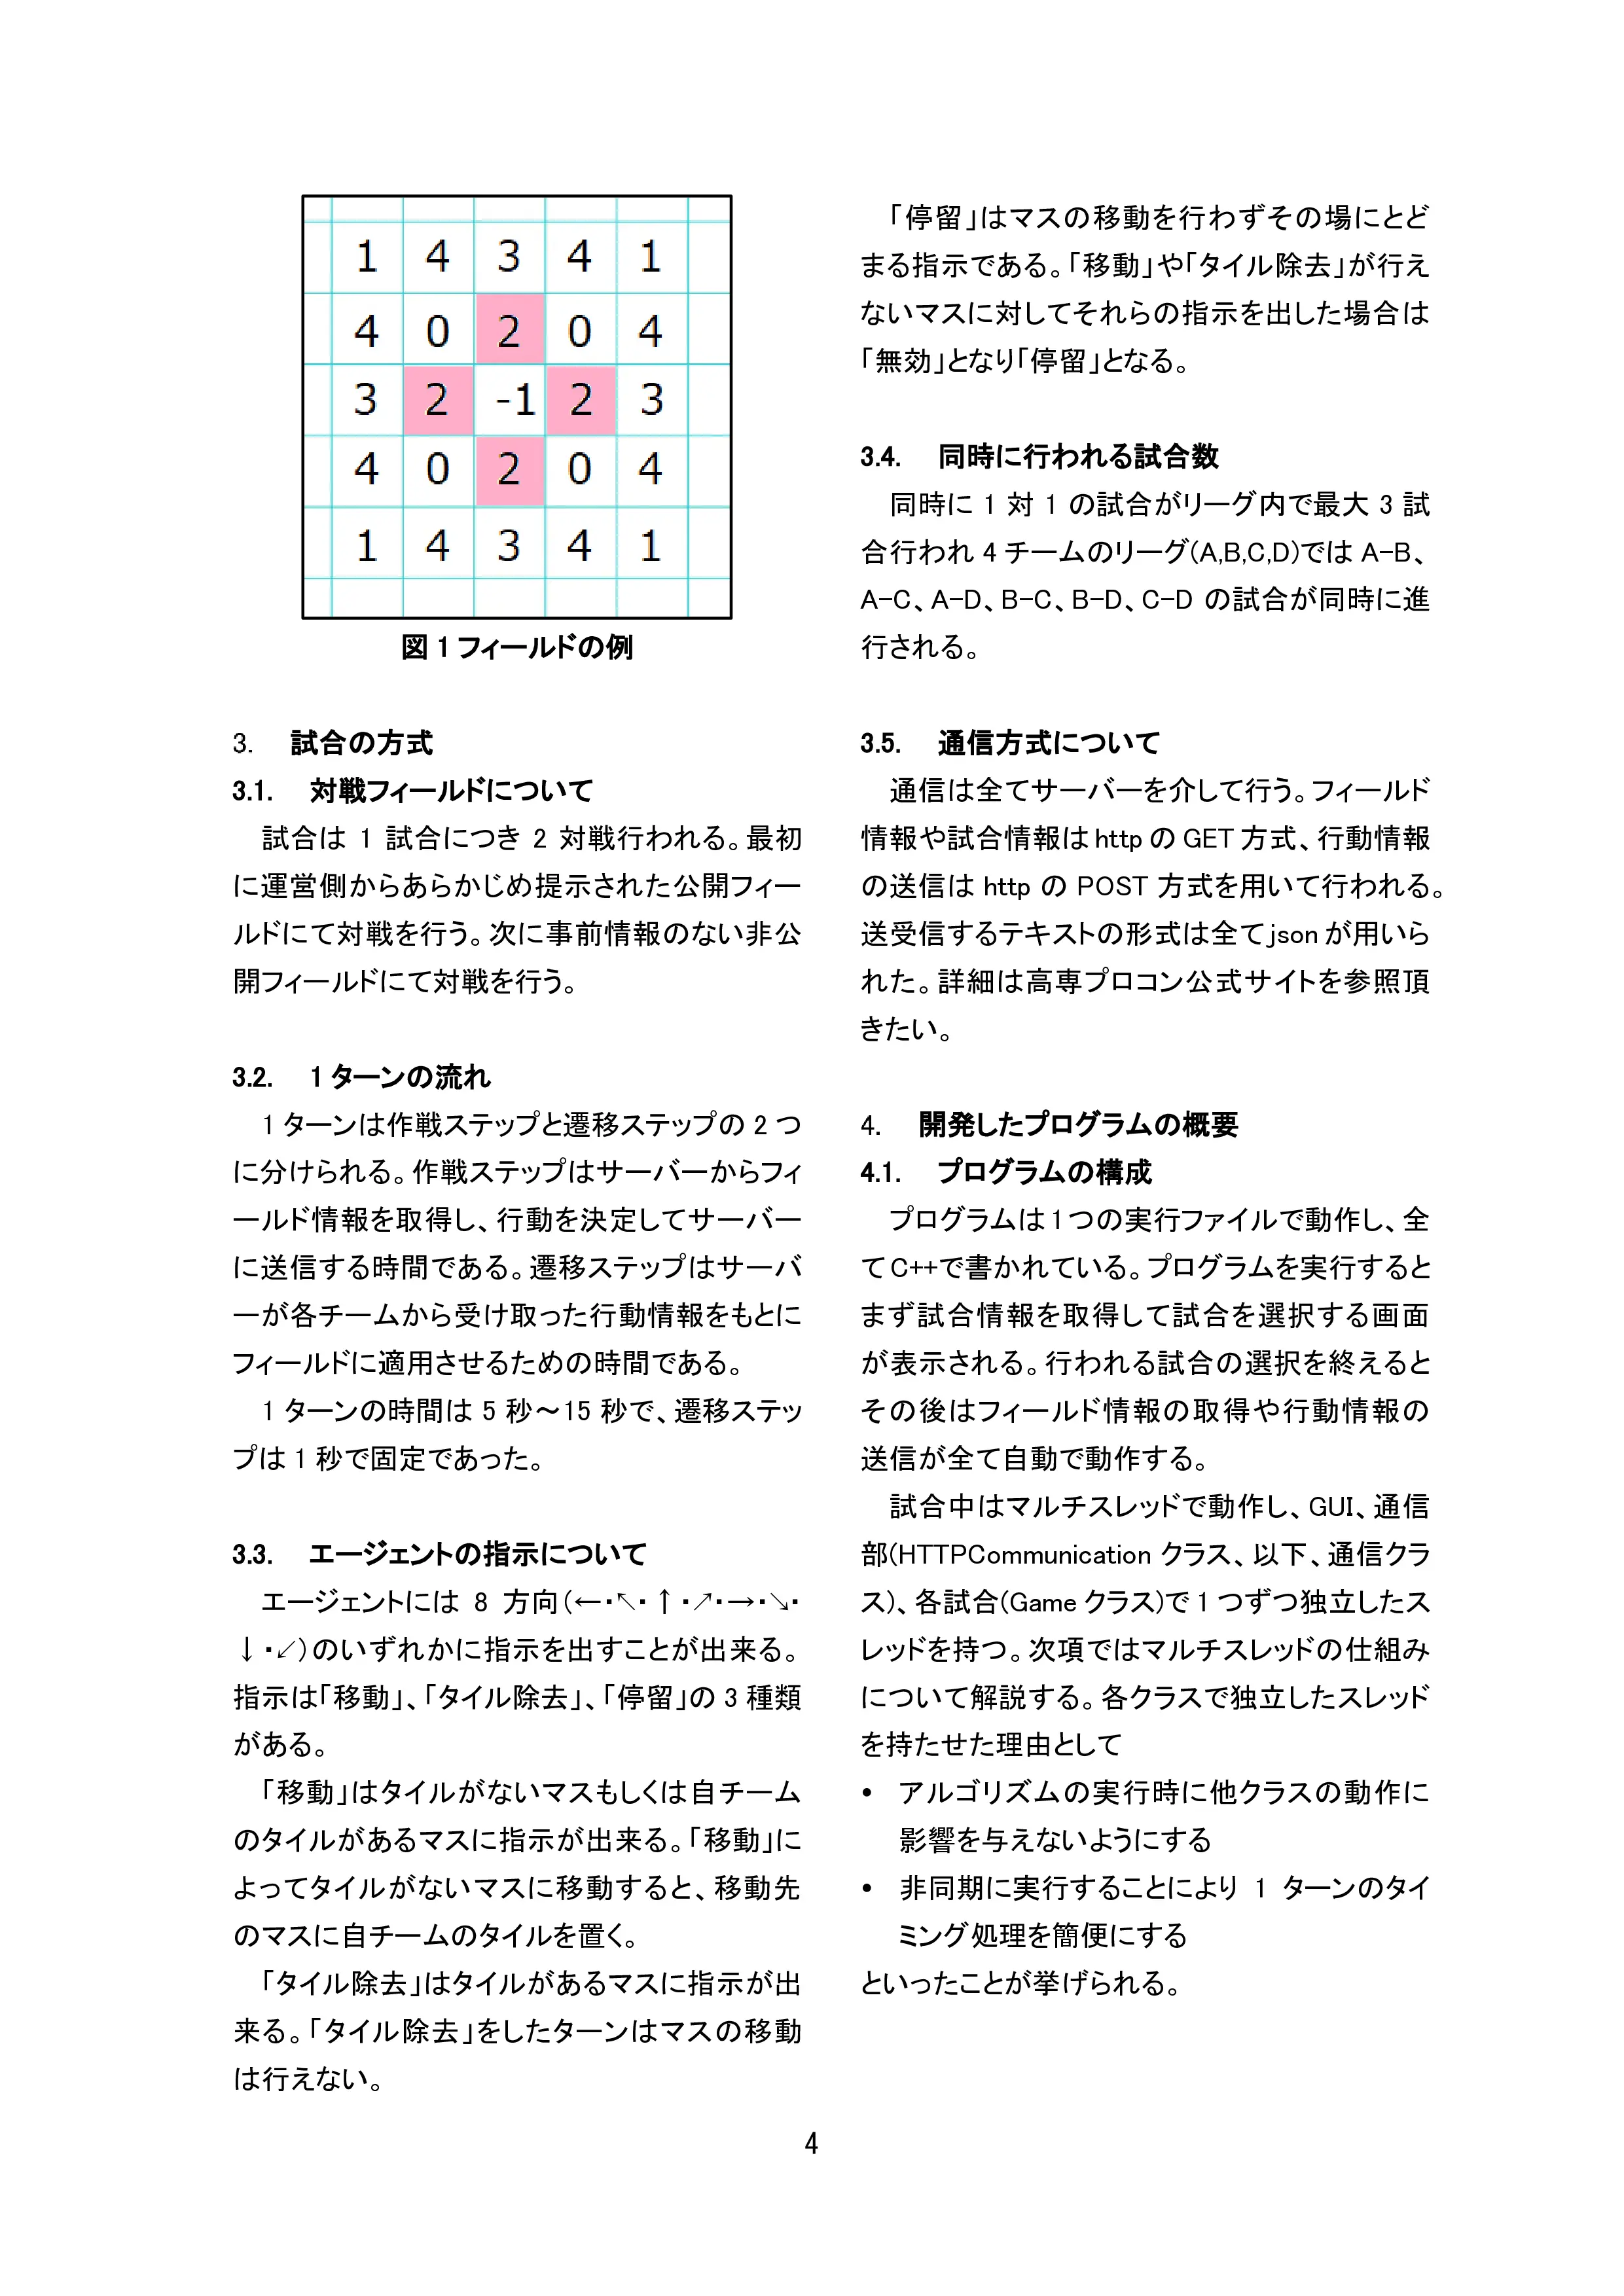 1 4 3 4 1
4 0 2 0 4
3 2 -1 2 3
4 0 2 0 4
1 4 3 4 1
図 1 フィールドの例
3. 試合の方式
3.1. 対戦フィールドについて
試合は 1 試合につき 2 対戦行われる。最初
に運営側からあらかじめ提示された公開フィー
ルドにて対戦を行う。次に事前情報のない非公
開フィールドにて対戦を行う。
3.2. 1 ターンの流れ
1 ターンは作戦ステップと遷移ステップの 2 つ
に分けられる。作戦ステップはサーバーからフィ
ールド情報を取得し、行動を決定してサーバー
に送信する時間である。遷移ステップはサーバ
ーが各チームから受け取った行動情報をもとに
フィールドに適用させるための時間である。
1 ターンの時間は 5 秒～15 秒で、遷移ステッ
プは 1 秒で固定であった。
3.3. エージェントの指示について
エージェントには 8 方向(←・↖・↑・↗・→・↘・
↓・↙)のいずれかに指示を出すことが出来る。
指示は「移動」、「タイル除去」、「停留」の 3 種類
がある。
「移動」はタイルがないマスもしくは自チーム
のタイルがあるマスに指示が出来る。「移動」に
よってタイルがないマスに移動すると、移動先
のマスに自チームのタイルを置く。
「タイル除去」はタイルがあるマスに指示が出
来る。「タイル除去」をしたターンはマスの移動
は行えない。
「停留」はマスの移動を行わずその場にとど
まる指示である。「移動」や「タイル除去」が行え
ないマスに対してそれらの指示を出した場合は
「無効」となり「停留」となる。
3.4. 同時に行われる試合数
同時に 1 対 1 の試合がリーグ内で最大 3 試
合行われ 4 チームのリーグ(A,B,C,D)では A-B、
A-C、A-D、B-C、B-D、C-D の試合が同時に進
行される。
3.5. 通信方式について
通信は全てサーバーを介して行う。フィールド
情報や試合情報は http の GET 方式、行動情報
の送信は http の POST 方式を用いて行われる。
送受信するテキストの形式は全て json が用いら
れた。詳細は高専プロコン公式サイトを参照頂
きたい。
4. 開発したプログラムの概要
4.1. プログラムの構成
プログラムは 1 つの実行ファイルで動作し、全
て C++で書かれている。プログラムを実行すると
まず試合情報を取得して試合を選択する画面
が表示される。行われる試合の選択を終えると
その後はフィールド情報の取得や行動情報の
送信が全て自動で動作する。
試合中はマルチスレッドで動作し、GUI、通信
部(HTTPCommunication クラス、以下、通信クラ
ス)、各試合(Game クラス)で 1 つずつ独立したス
レッドを持つ。次項ではマルチスレッドの仕組み
について解説する。各クラスで独立したスレッド
を持たせた理由として
• アルゴリズムの実行時に他クラスの動作に
影響を与えないようにする
• 非同期に実行することにより 1 ターンのタイ
ミング処理を簡便にする
といったことが挙げられる。
4